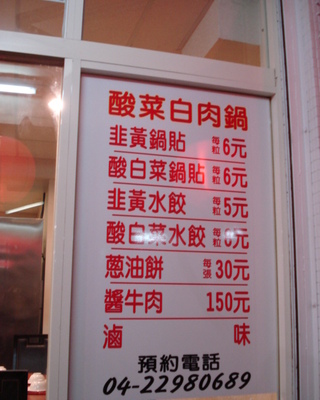 酸菜白肉鍋
韭黃鍋貼 每粒 6元
酸白菜鍋貼 每粒 6元
韭黃水餃 每粒 5元
酸白菜水餃 每粒 元
蔥油餅 每張 30元
醬牛肉 150元
滷味
預約電話
04-22980689